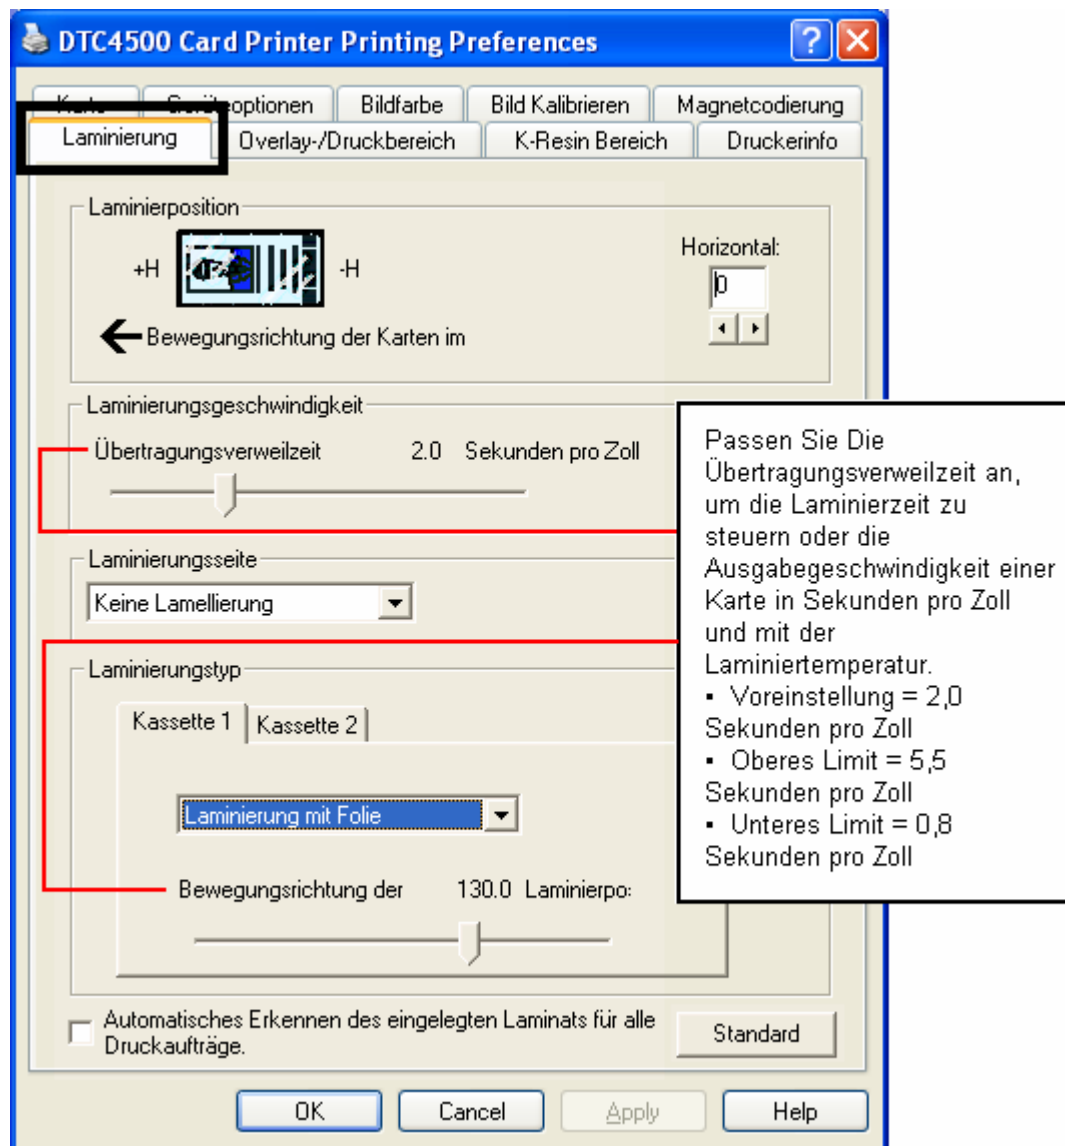 DTC4500 Card Printer Printing Preferences
Karte Geräteoptionen Bildfarbe Bild Kalibrieren Magnetcodierung
Laminierung Overlay-/Druckbereich K-Resin Bereich Druckerinfo
Laminierposition
+H -H
Horizontal:
0
Bewegungsrichtung der Karten im
Laminierungsgeschwindigkeit
Übertragungsverweilzeit 2.0 Sekunden pro Zoll
Laminierungsseite
Keine Lamellierung
Laminierungstyp
Kassette 1 Kassette 2
Laminierung mit Folie
Bewegungsrichtung der 130.0 Laminierpo:
Automatisches Erkennen des eingelegten Laminats für alle
Druckaufträge.
Standard
OK Cancel Apply Help
Passen Sie Die
Übertragungsverweilzeit an,
um die Laminierzeit zu
steuern oder die
Ausgabegeschwindigkeit einer
Karte in Sekunden pro Zoll
und mit der
Laminiertemperatur.
▪ Voreinstellung = 2,0
Sekunden pro Zoll
▪ Oberes Limit = 5,5
Sekunden pro Zoll
▪ Unteres Limit = 0,8
Sekunden pro Zoll